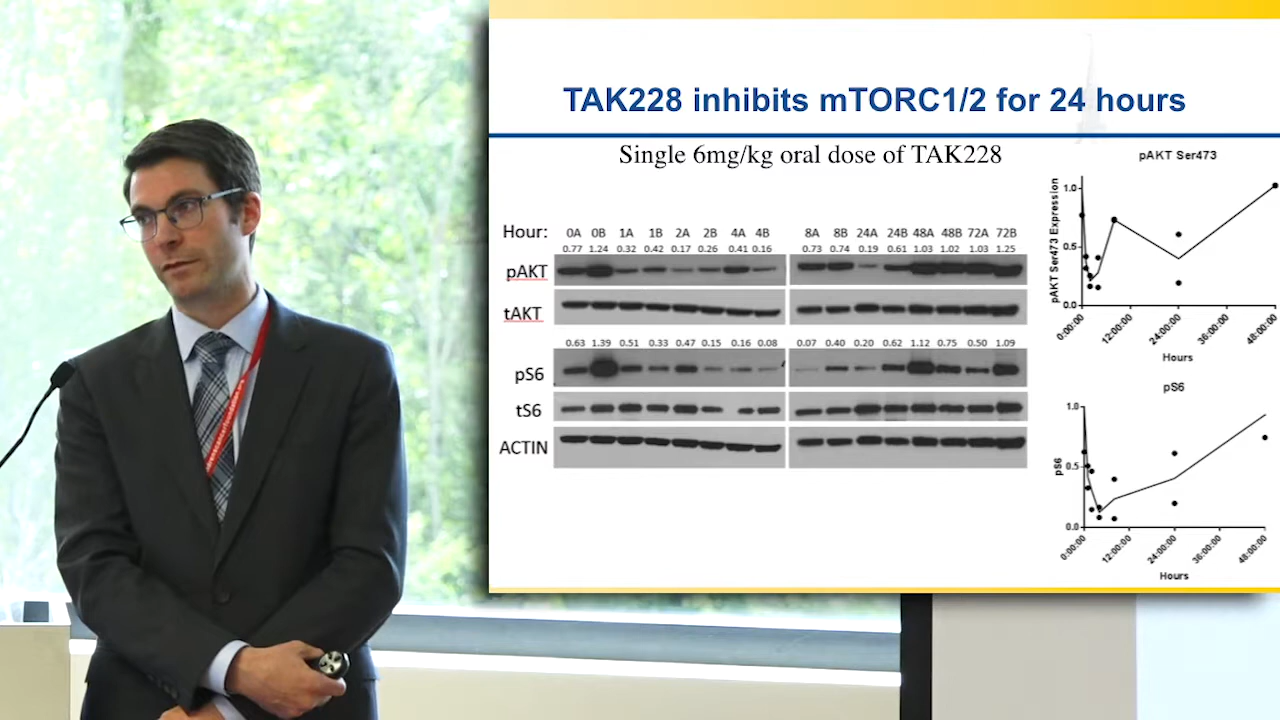 TAK228 inhibits mTORC1/2 for 24 hours
Single 6mg/kg oral dose of TAK228
Hour: 0A 0B 1A 1B 2A 2B 4A 4B 8A 8B 24A 24B 48A 48B 72A 72B
0.77 1.24 0.32 0.42 0.17 0.26 0.41 0.16 0.73 0.74 0.19 0.61 1.03 1.02 1.03 1.25
pAKT
tAKT
0.63 1.39 0.51 0.33 0.47 0.15 0.16 0.08 0.07 0.40 0.20 0.62 1.12 0.75 0.50 1.09
pS6
tS6
ACTIN
pAKT Ser473
pAKT Ser473 Expression
1.0
0.5
0.0
0:00:00 12:00:00 24:00:00 36:00:00 48:00:00
Hours
pS6
pS6
1.0
0.5
0.0
0:00:00 12:00:00 24:00:00 36:00:00 48:00:00
Hours